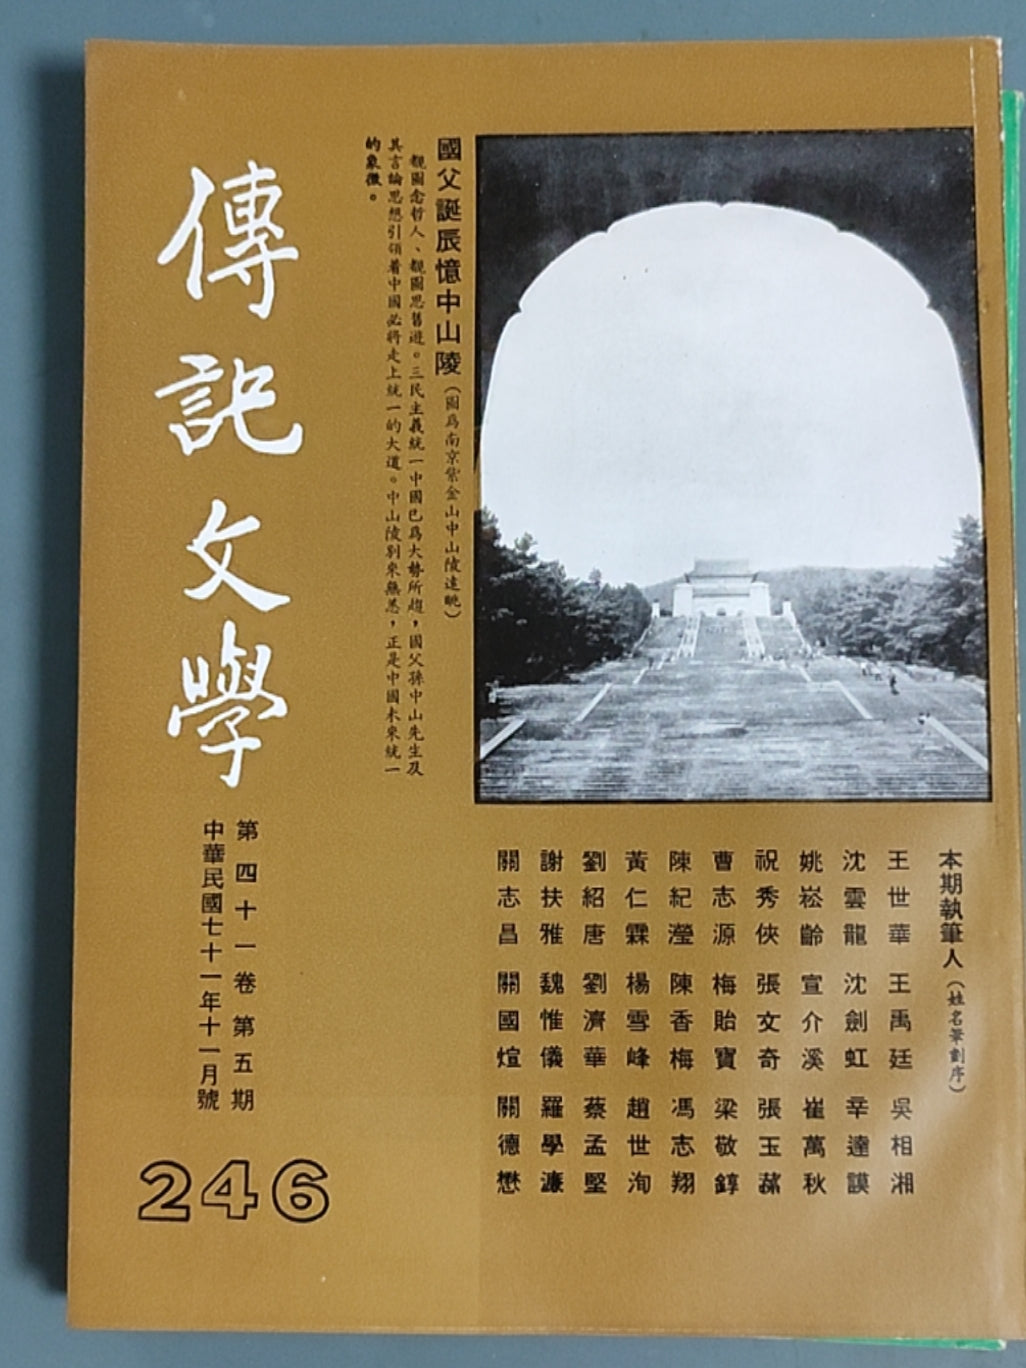 國父誕辰憶中山陵（圖爲南京紫金山中山陵遠眺）
覩圖念哲人、覩圖思舊遊。三民主義統一中國已爲大勢所趨，國父孫中山先生及
其言論思想引領着中國必將走上統一的大道。中山陵別來無恙，正是中國未來統一
的象徵。
傳記文學
第四十一卷 第五期
中華民國七十一年十一月號
246
本期執筆人（姓名筆劃序）
王世華 王禹廷 吳相湘
沈雲龍 沈劍虹 辛達謨
姚崧齡 宣介溪 崔萬秋
祝秀俠 張文奇 張玉蓀
曹志源 梅貽寶 梁敬錞
陳紀瀅 陳香梅 馮志翔
黃仁霖 楊雪峰 趙世洵
劉紹唐 劉濟華 蔡孟堅
謝扶雅 魏惟儀 羅學濂
關志昌 關國煊 關德懋